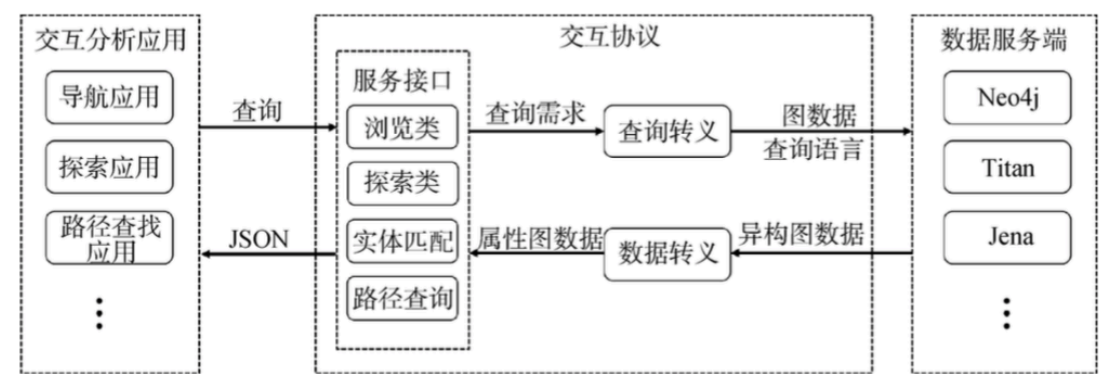 交互分析应用
导航应用
探索应用
路径查找
应用
查询
JSON
交互协议
服务接口
浏览类
探索类
实体匹配
路径查询
查询需求
查询转义
图数据
查询语言
属性图数据
数据转义
异构图数据
数据服务端
Neo4j
Titan
Jena